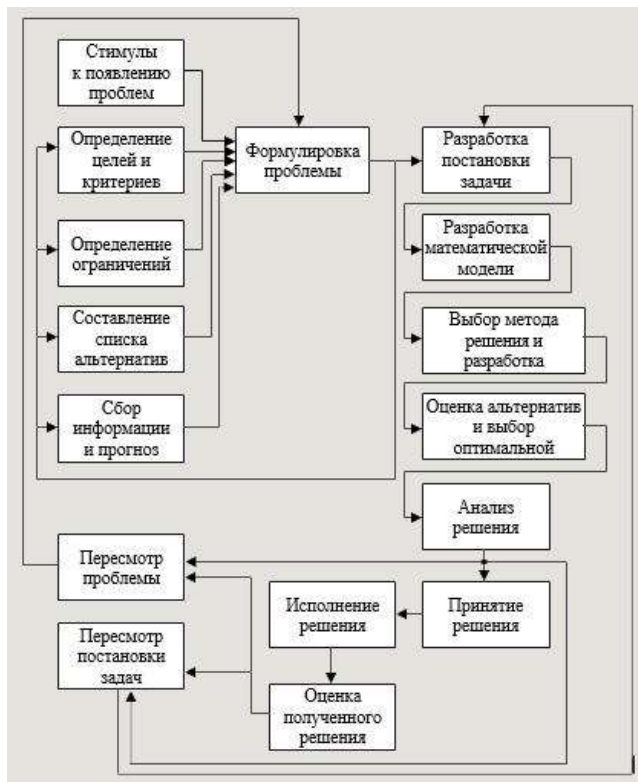 Стимулы
к появлению
проблем
Определение
целей и
критериев
Определение
ограничений
Составление
списка
альтернатив
Сбор
информации
и прогноз
Формулировка
проблемы
Разработка
постановки
задачи
Разработка
математической
модели
Выбор метода
решения и
разработка
Оценка альтернатив
и выбор
оптимальной
Анализ
решения
Принятие
решения
Исполнение
решения
Оценка
полученного
решения
Пересмотр
проблемы
Пересмотр
постановки
задач